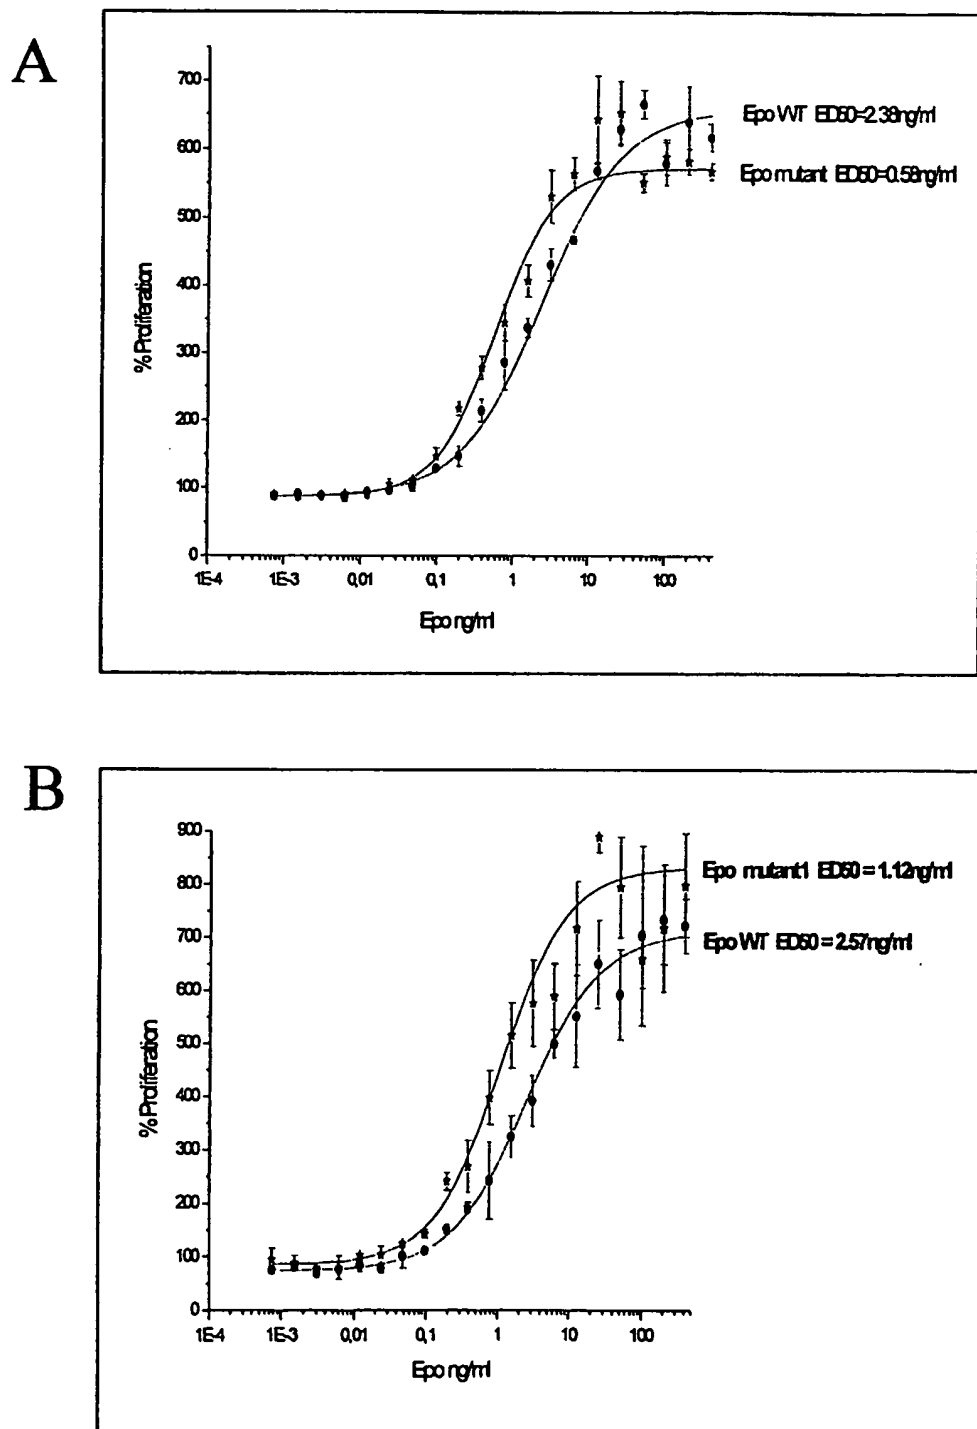 A
700
600
500
400
300
200
100
0
% Proliferation
1E-4 1E-3 0,01 0,1 1 10 100
Epo ng/ml
Epo WT ED50=2.38ng/ml
Epo mutant ED50=0.58ng/ml
B
900
800
700
600
500
400
300
200
100
0
% Proliferation
1E-4 1E-3 0,01 0,1 1 10 100
Epo ng/ml
Epo mutant1 ED50 = 1.12ng/ml
Epo WT ED50 = 2.57ng/ml